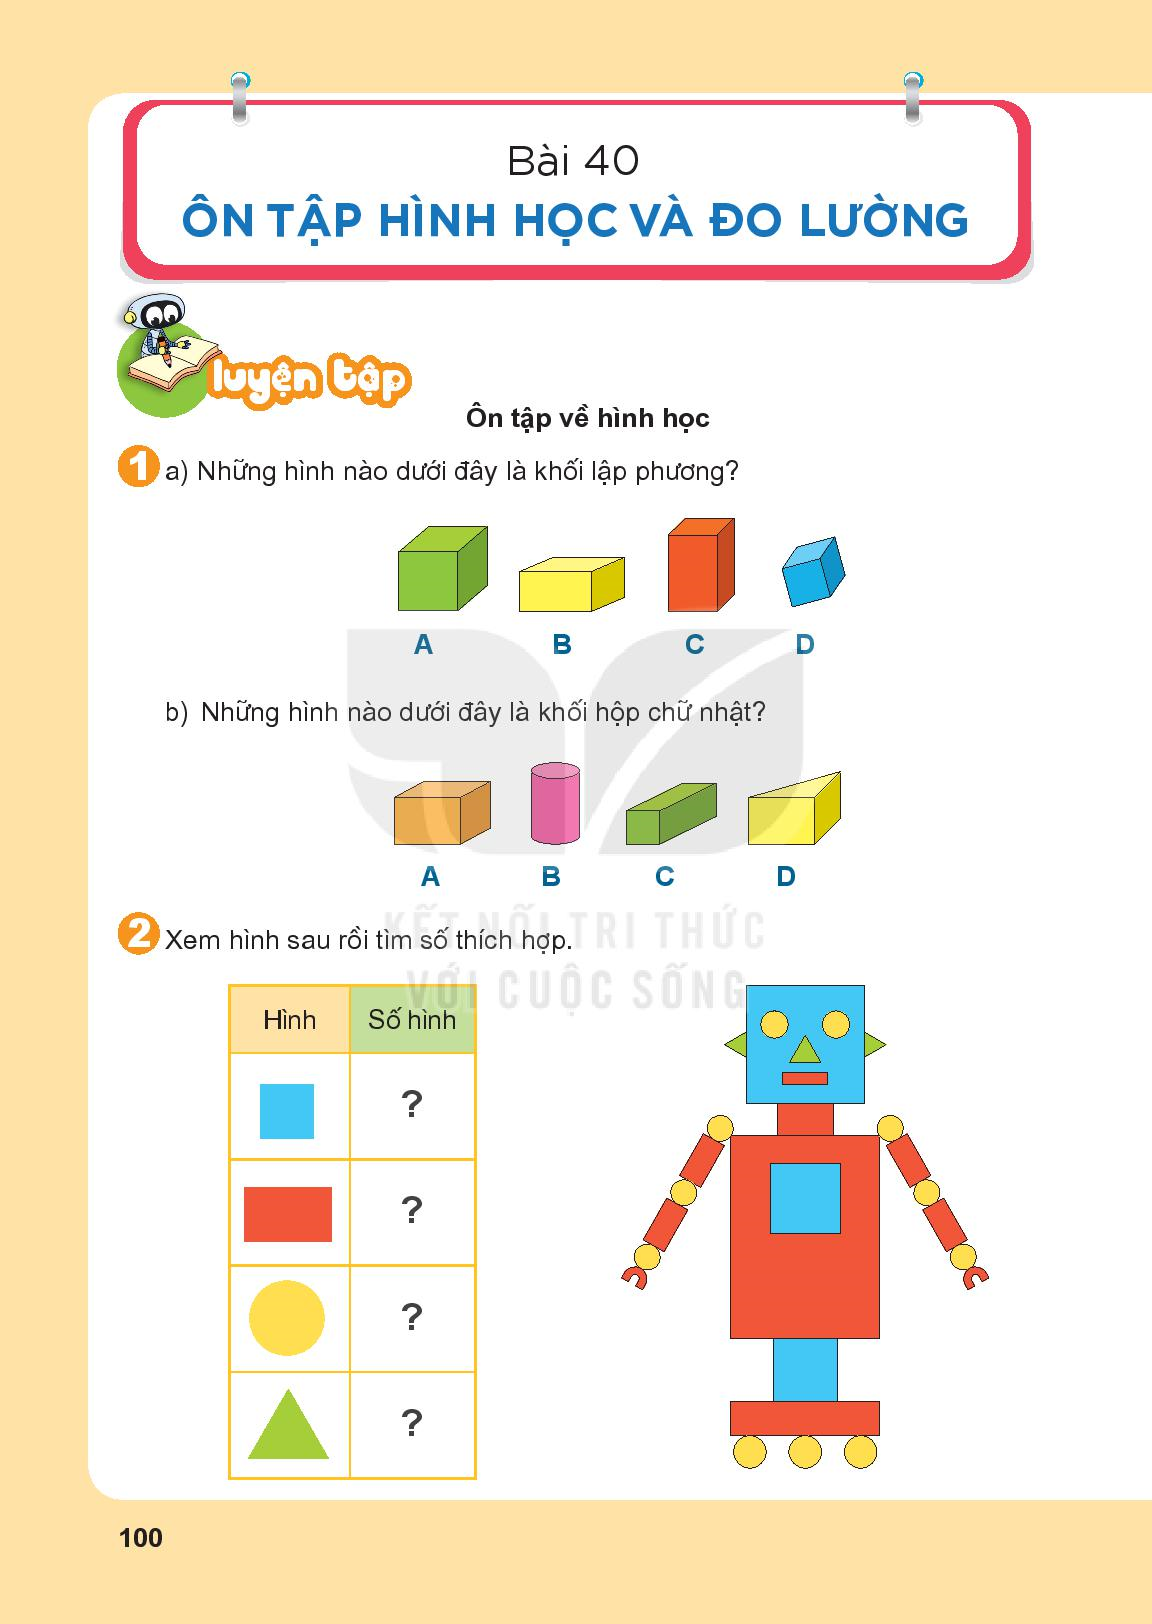 Bài 40
ÔN TẬP HÌNH HỌC VÀ ĐO LƯỜNG
luyện tập
Ôn tập về hình học
1 a) Những hình nào dưới đây là khối lập phương?
A B C D
b) Những hình nào dưới đây là khối hộp chữ nhật?
A B C D
KẾT NỐI TRI THỨC
VỚI CUỘC SỐNG
2 Xem hình sau rồi tìm số thích hợp.
Hình Số hình
?
?
?
?
100